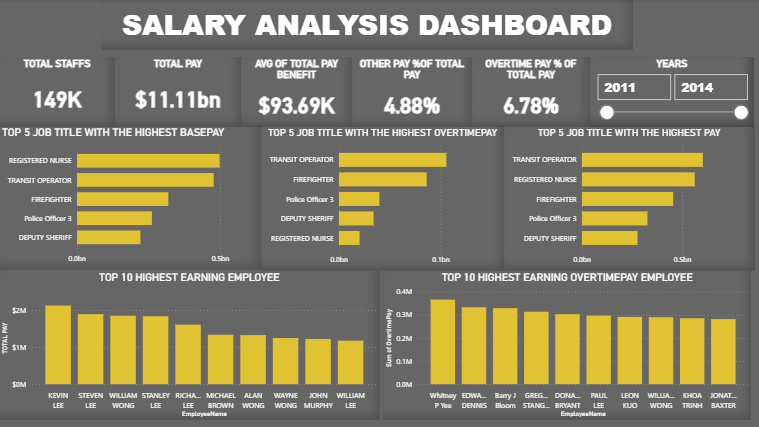 SALARY ANALYSIS DASHBOARD
TOTAL STAFFS
149K
TOTAL PAY
$11.11bn
AVG OF TOTAL PAY
BENEFIT
$93.69K
OTHER PAY %OF TOTAL
PAY
4.88%
OVERTIME PAY % OF
TOTAL PAY
6.78%
YEARS
2011
2014
TOP 5 JOB TITLE WITH THE HIGHEST BASEPAY
REGISTERED NURSE
TRANSIT OPERATOR
FIREFIGHTER
Police Officer 3
DEPUTY SHERIFF
0.0bn
0.5bn
TOP 5 JOB TITLE WITH THE HIGHEST OVERTIMEPAY
TRANSIT OPERATOR
FIREFIGHTER
Police Officer 3
DEPUTY SHERIFF
REGISTERED NURSE
0.0bn
0.1bn
TOP 5 JOB TITLE WITH THE HIGHEST PAY
TRANSIT OPERATOR
REGISTERED NURSE
FIREFIGHTER
Police Officer 3
DEPUTY SHERIFF
0.0bn
0.5bn
TOP 10 HIGHEST EARNING EMPLOYEE
TOTAL PAY
$2M
$1M
$0M
KEVIN
LEE
STEVEN
LEE
WILLIAM
WONG
STANLEY
LEE
RICHA...
LEE
MICHAEL
BROWN
ALAN
WONG
WAYNE
WONG
JOHN
MURPHY
WILLIAM
LEE
EmployeeName
TOP 10 HIGHEST EARNING OVERTIMEPAY EMPLOYEE
Sum of OvertimePay
0.4M
0.3M
0.2M
0.1M
0.0M
Whitney
P Yee
EDWA...
DENNIS
Barry J
Bloom
GREG...
STANG...
DONA...
BRYANT
PAUL
LEE
LEON
KUO
WILLIA...
WONG
KHOA
TRINH
JONAT...
BAXTER
EmployeeName